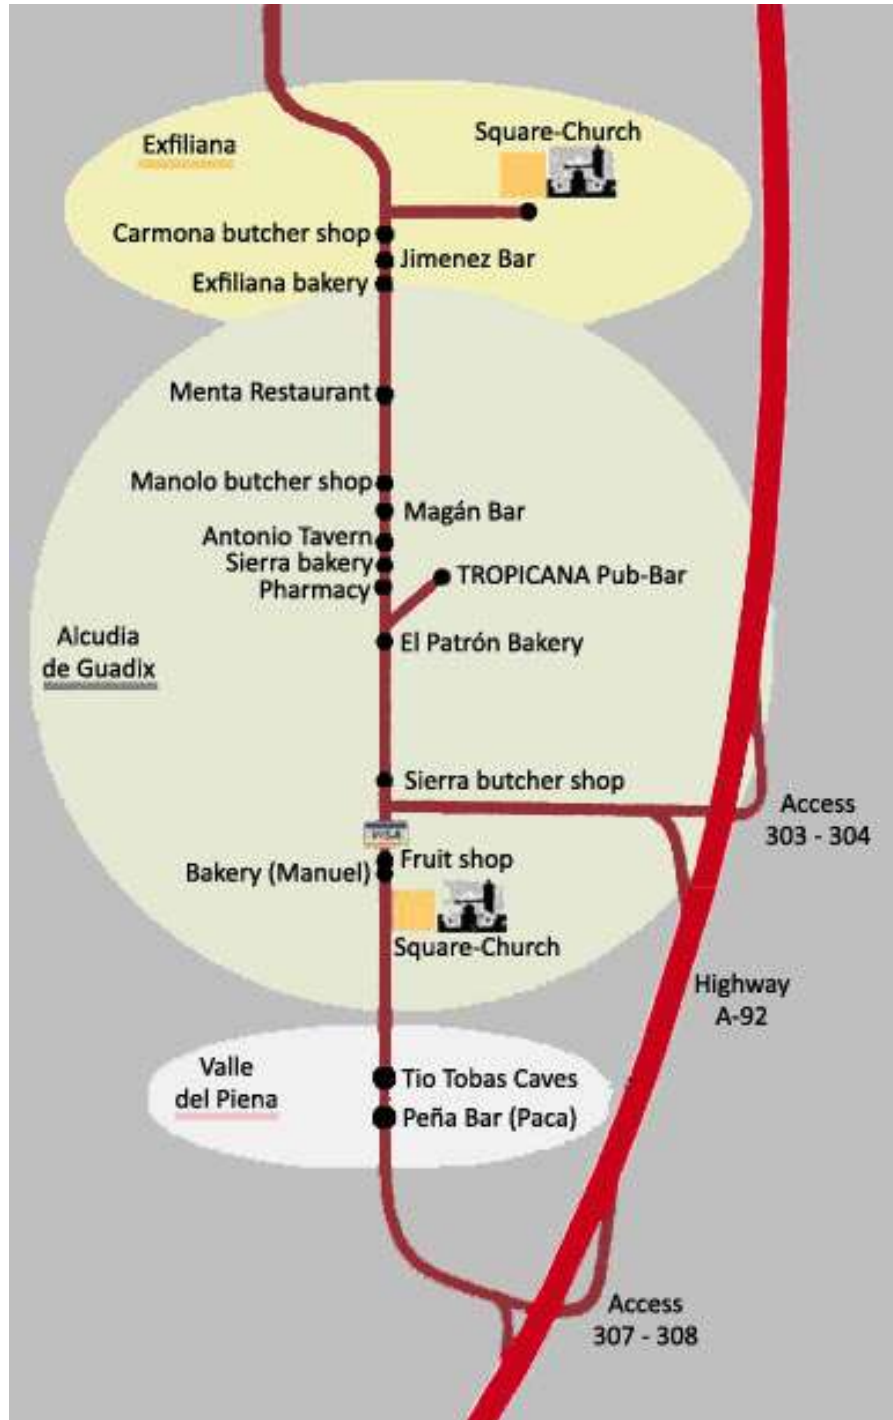 Square-Church
Exfiliana
Carmona butcher shop
Jimenez Bar
Exfiliana bakery
Menta Restaurant
Manolo butcher shop
Magán Bar
Antonio Tavern
Sierra bakery
TROPICANA Pub-Bar
Pharmacy
Alcudia
de Guadix
El Patrón Bakery
Sierra butcher shop
Access
303 - 304
VISA
Fruit shop
Bakery (Manuel)
Square-Church
Highway
A-92
Valle
del Piena
Tio Tobas Caves
Peña Bar (Paca)
Access
307 - 308